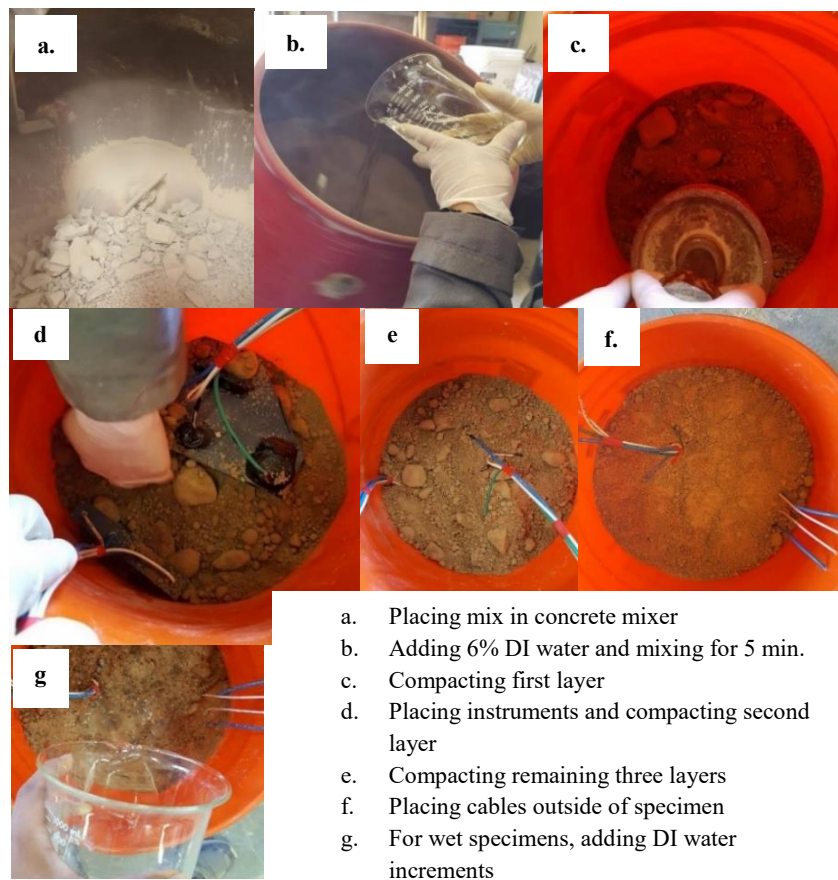 a.
b.
c.
d
e
f.
g
a. Placing mix in concrete mixer
b. Adding 6% DI water and mixing for 5 min.
c. Compacting first layer
d. Placing instruments and compacting second
layer
e. Compacting remaining three layers
f. Placing cables outside of specimen
g. For wet specimens, adding DI water
increments